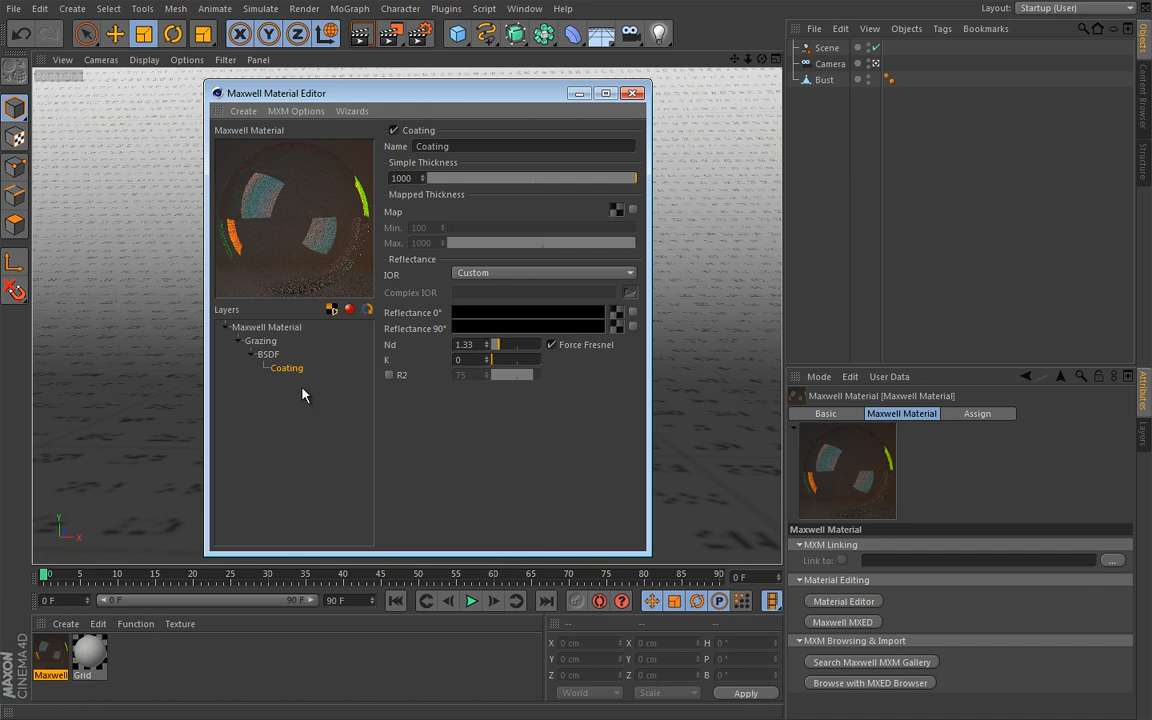 File Edit Create Select Tools Mesh Animate Simulate Render MoGraph Character Plugins Script Window Help Layout: Startup (User)
X Y Z
File Edit View Objects Tags Bookmarks
View Cameras Display Options Filter Panel
Scene
Camera
Bust
Objects
Content Browser
Structure
Maxwell Material Editor
Create MXM Options Wizards
Maxwell Material
Coating
Name Coating
Simple Thickness
1000
Mapped Thickness
Map
Min. 100
Max. 1000
Reflectance
IOR Custom
Complex IOR
Reflectance 0°
Reflectance 90°
Nd 1.33 Force Fresnel
K 0
R2 75
Layers
Maxwell Material
Grazing
BSDF
Coating
Y
X
Mode Edit User Data
Maxwell Material [Maxwell Material]
Basic Maxwell Material Assign
Attributes
Layers
Maxwell Material
MXM Linking
Link to: ...
Material Editing
Material Editor
Maxwell MXED
MXM Browsing & Import
Search Maxwell MXM Gallery
Browse with MXED Browser
0 5 10 15 20 25 30 35 40 45 50 55 60 65 70 75 80 85 90 0 F
0 F 0 F 90 F 90 F
Create Edit Function Texture
Maxwell Grid
-- -- --
X 0 cm X 0 cm H 0 °
Y 0 cm Y 0 cm P 0 °
Z 0 cm Z 0 cm B 0 °
World Scale Apply
MAXON
CINEMA 4D